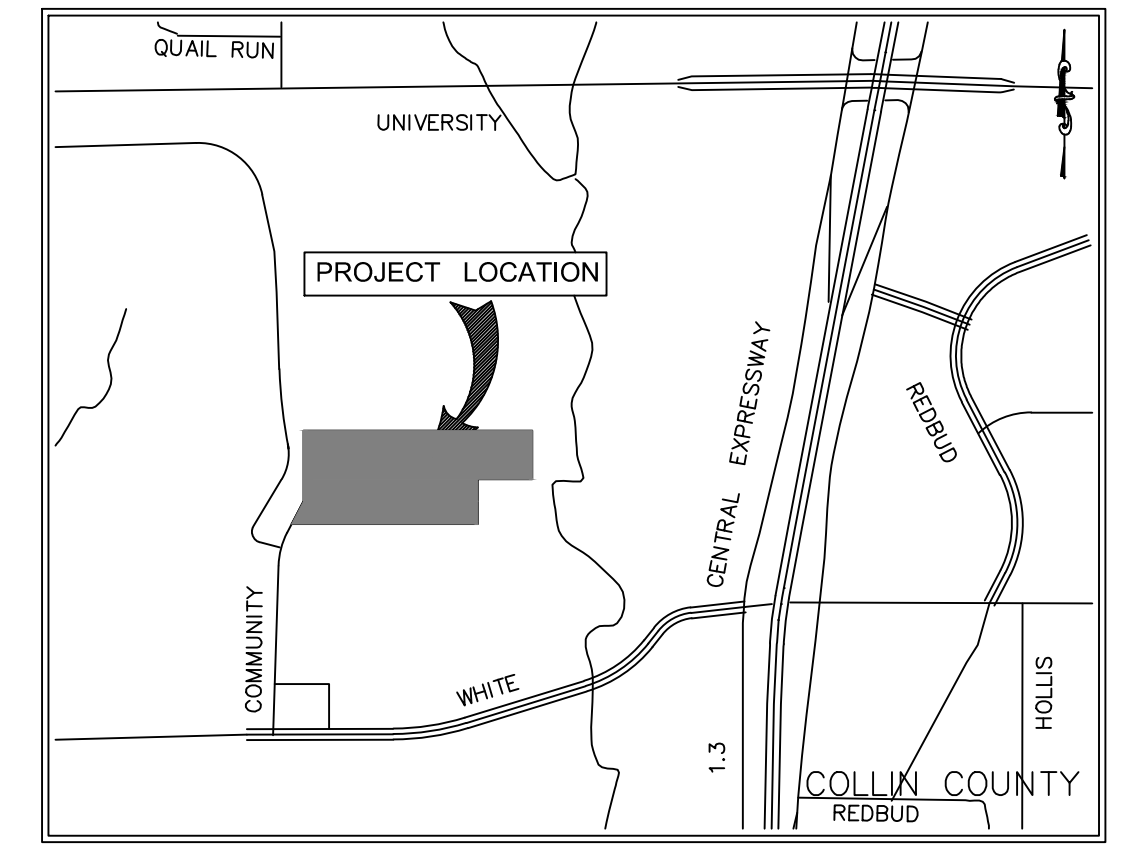 QUAIL RUN
UNIVERSITY
PROJECT LOCATION
CENTRAL EXPRESSWAY
REDBUD
COMMUNITY
WHITE
HOLLIS
1.3
COLLIN COUNTY
REDBUD